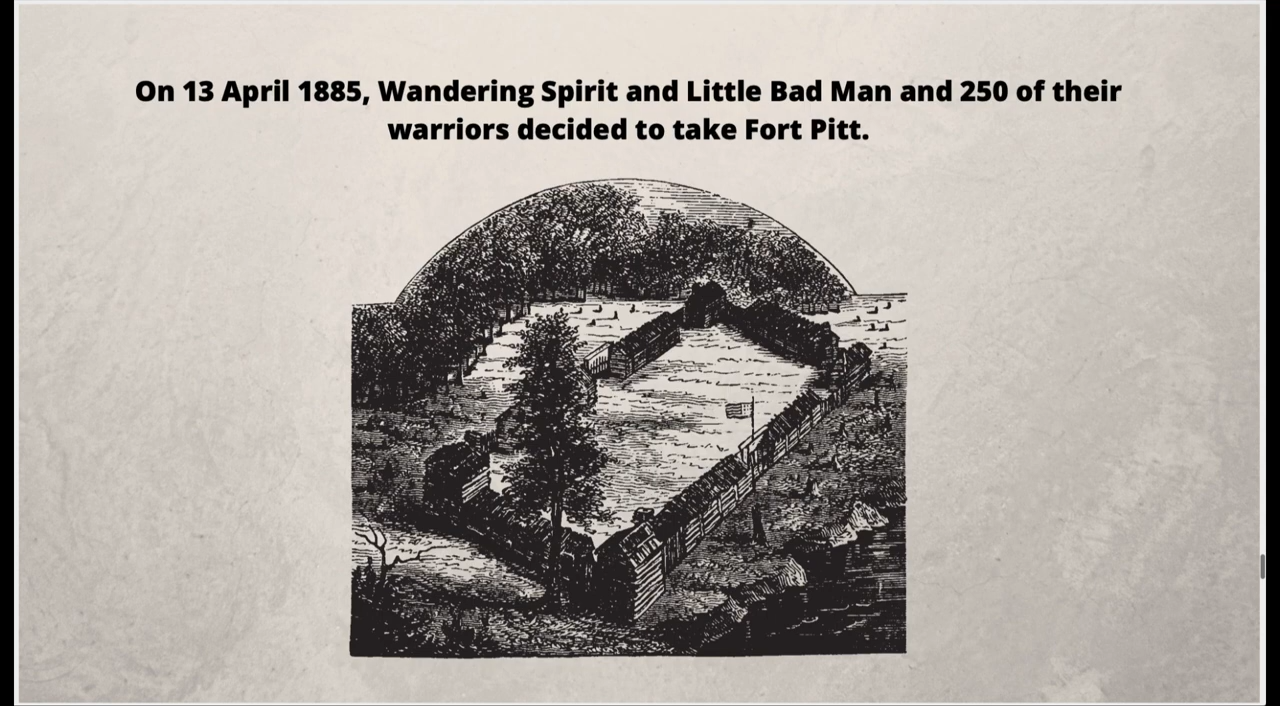 On 13 April 1885, Wandering Spirit and Little Bad Man and 250 of their
warriors decided to take Fort Pitt.